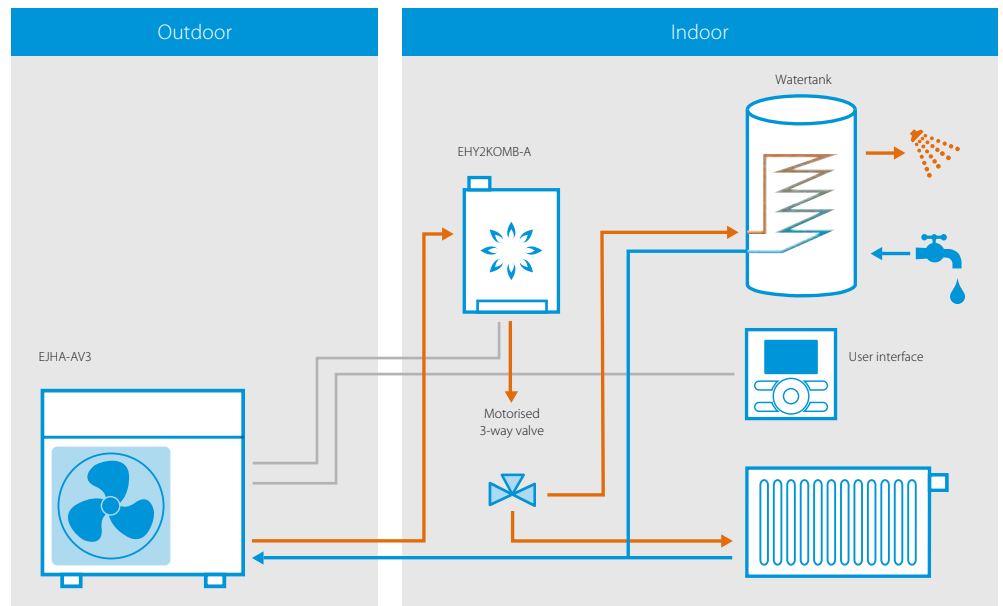 Outdoor
Indoor
Watertank
EHY2KOMB-A
EJHA-AV3
User interface
Motorised
3-way valve